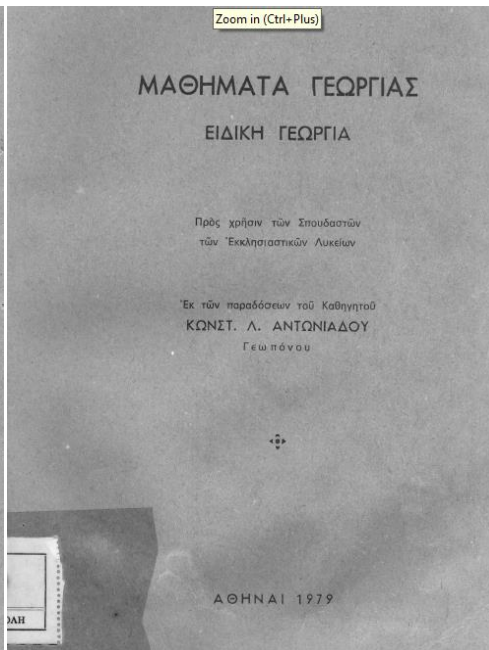 Zoom in (Ctrl+Plus)
ΜΑΘΗΜΑΤΑ ΓΕΩΡΓΙΑΣ
ΕΙΔΙΚΗ ΓΕΩΡΓΙΑ
Πρὸς χρῆσιν τῶν Σπουδαστῶν
τῶν Ἐκκλησιαστικῶν Λυκείων
Ἐκ τῶν παραδόσεων τοῦ Καθηγητοῦ
ΚΩΝΣΤ. Λ. ΑΝΤΩΝΙΑΔΟΥ
Γεωπόνου
ΑΘΗΝΑΙ 1979